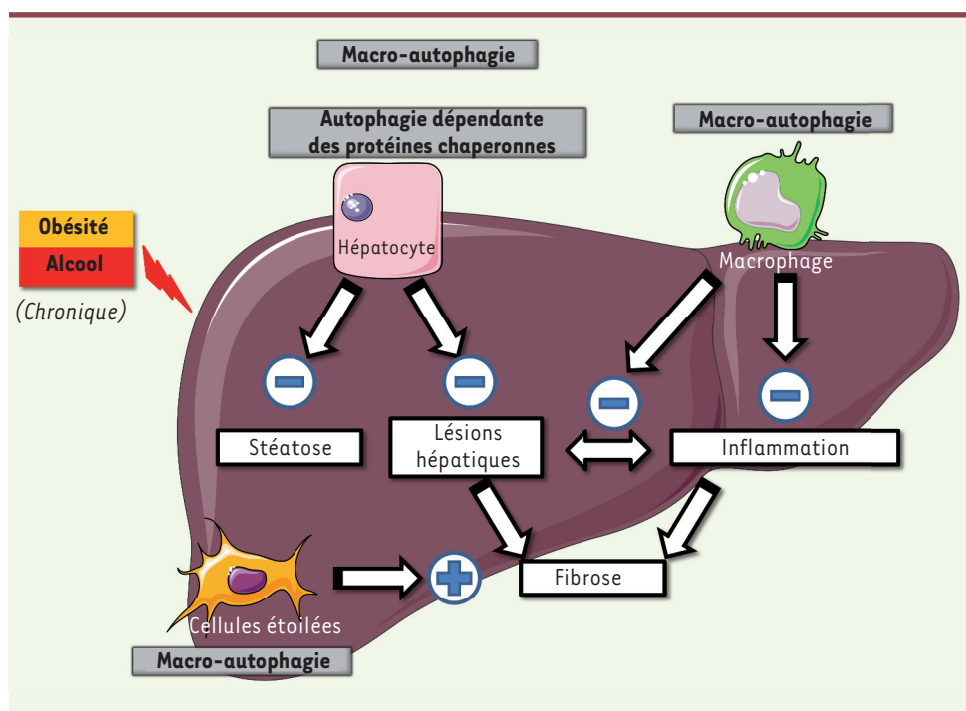 Macro-autophagie
Autophagie dépendante
des protéines chaperonnes
Macro-autophagie
Obésité
Alcool
(Chronique)
Hépatocyte
Macrophage
Stéatose
Lésions
hépatiques
Inflammation
Fibrose
Cellules étoilées
Macro-autophagie